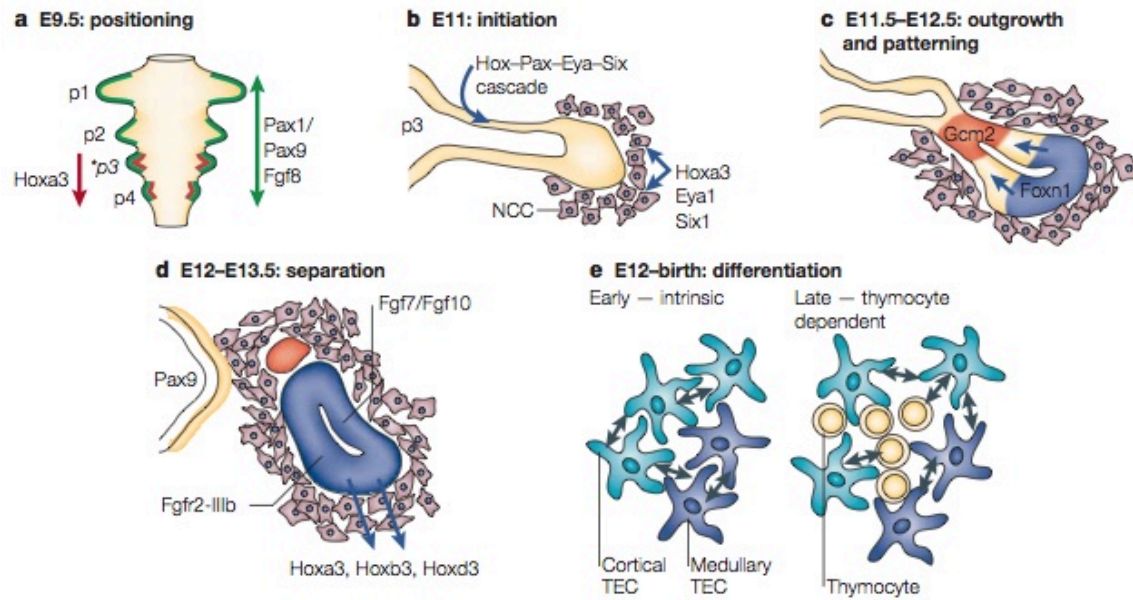 a E9.5: positioning
p1
p2
*p3
p4
Hoxa3
Pax1/
Pax9
Fgf8
b E11: initiation
Hox–Pax–Eya–Six
cascade
p3
NCC
Hoxa3
Eya1
Six1
c E11.5–E12.5: outgrowth
and patterning
Gcm2
Foxn1
d E12–E13.5: separation
Fgf7/Fgf10
Pax9
Fgfr2-IIIb
Hoxa3, Hoxb3, Hoxd3
e E12–birth: differentiation
Early — intrinsic
Late — thymocyte
dependent
Cortical
TEC
Medullary
TEC
Thymocyte